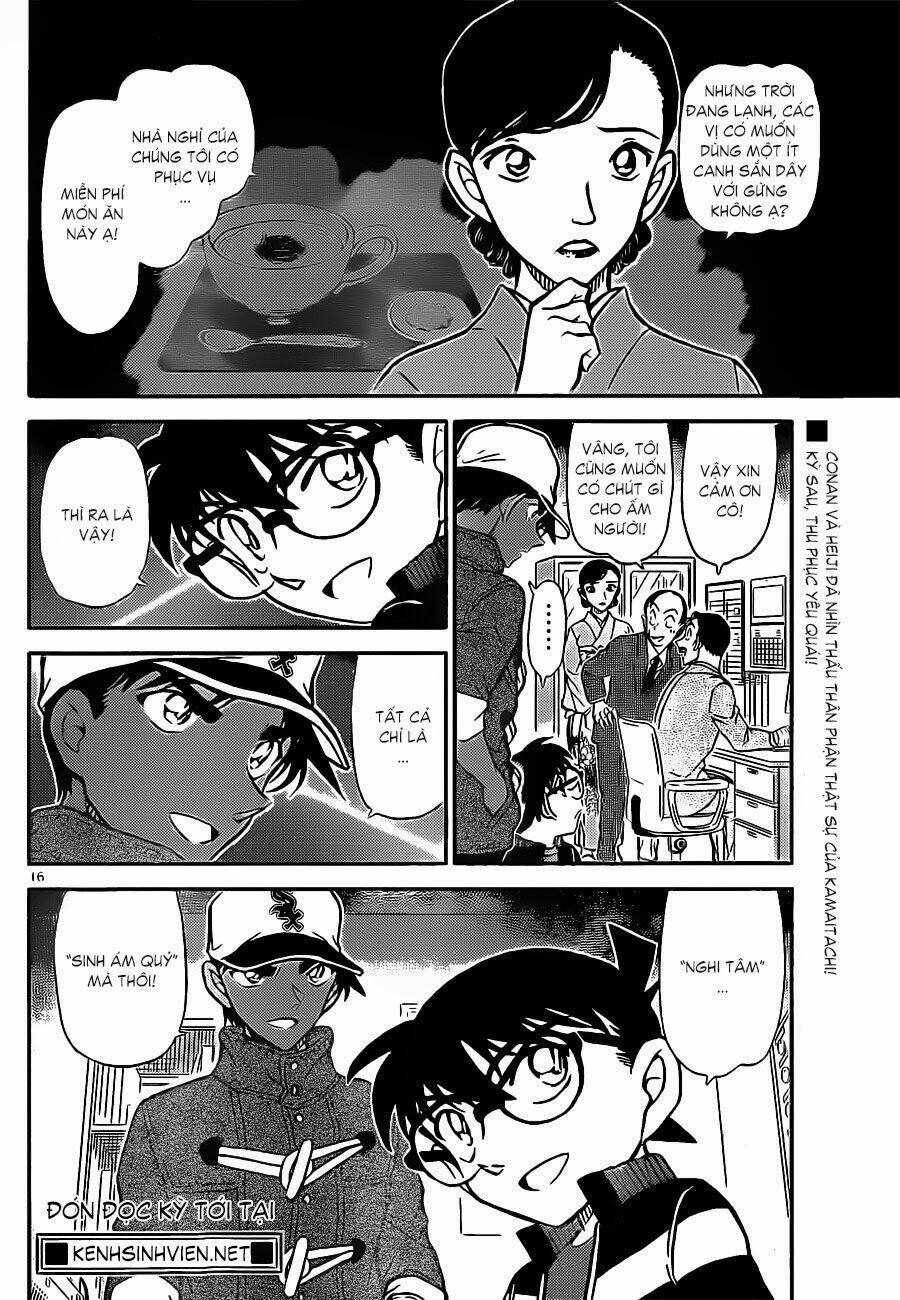 NHƯNG TRỜI
ĐANG LẠNH, CÁC
VỊ CÓ MUỐN
DÙNG MỘT ÍT
CANH SẮN DÂY
VỚI GỪNG
KHÔNG Ạ?
NHÀ NGHỈ CỦA
CHÚNG TÔI CÓ
PHỤC VỤ
...
MIỄN PHÍ
MÓN ĂN
NÀY Ạ!
VẬY XIN
CẢM ƠN
CÔ!
VÂNG, TÔI
CŨNG MUỐN
CÓ CHÚT GÌ
CHO ẤM
NGƯỜI!
......
THÌ RA LÀ
VẬY!
TẤT CẢ
CHỈ LÀ
...
CONAN VÀ HEIJI ĐÃ NHÌN THẤU THÂN PHẬN THẬT SỰ CỦA KAMAITACHI!
KỲ SAU, THU PHỤC YÊU QUÁI!!
16
"NGHI TÂM"
...
"SINH ÁM QUỶ"
MÀ THÔI!
ĐÓN ĐỌC KỲ TỚI TẠI
KENHSINHVIEN.NET